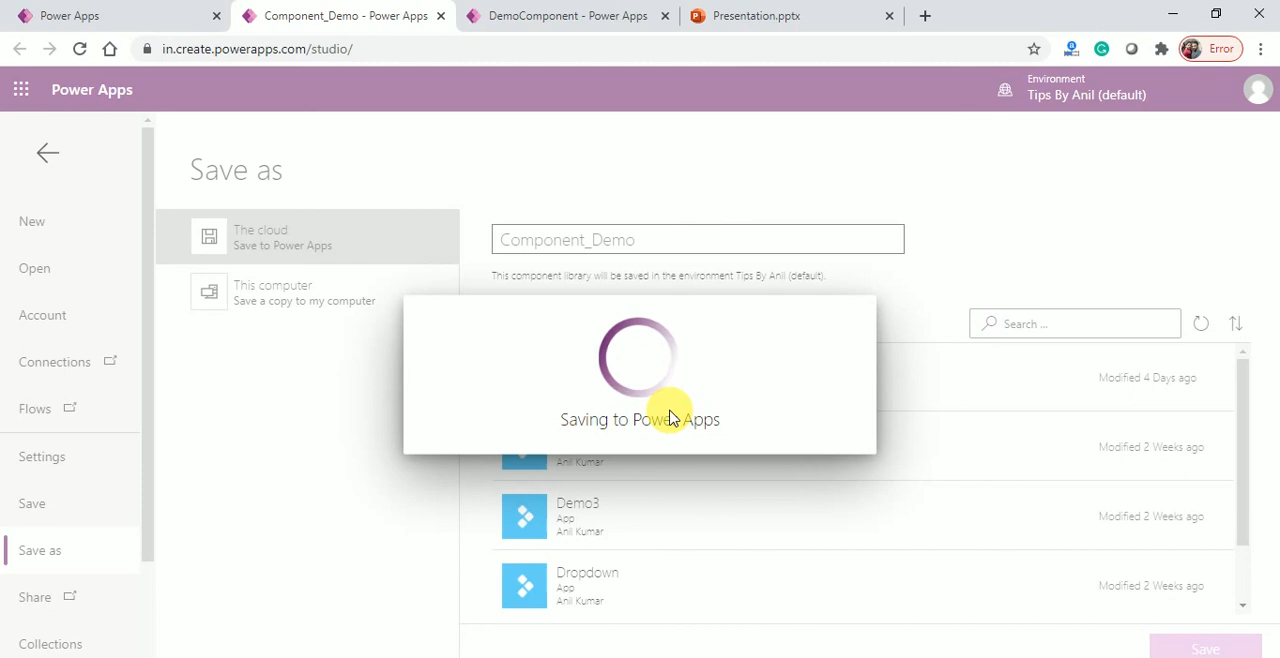 Power Apps
Component_Demo - Power Apps
DemoComponent - Power Apps
Presentation.pptx
in.create.powerapps.com/studio/
Error
Power Apps
Environment
Tips By Anil (default)
Save as
New
Open
Account
Connections
Flows
Settings
Save
Save as
Share
Collections
The cloud
Save to Power Apps
This computer
Save a copy to my computer
Component_Demo
This component library will be saved in the environment Tips By Anil (default).
Search ...
Saving to Power Apps
Modified 4 Days ago
Anil Kumar
Modified 2 Weeks ago
Demo3
App
Anil Kumar
Modified 2 Weeks ago
Dropdown
App
Anil Kumar
Modified 2 Weeks ago
Save